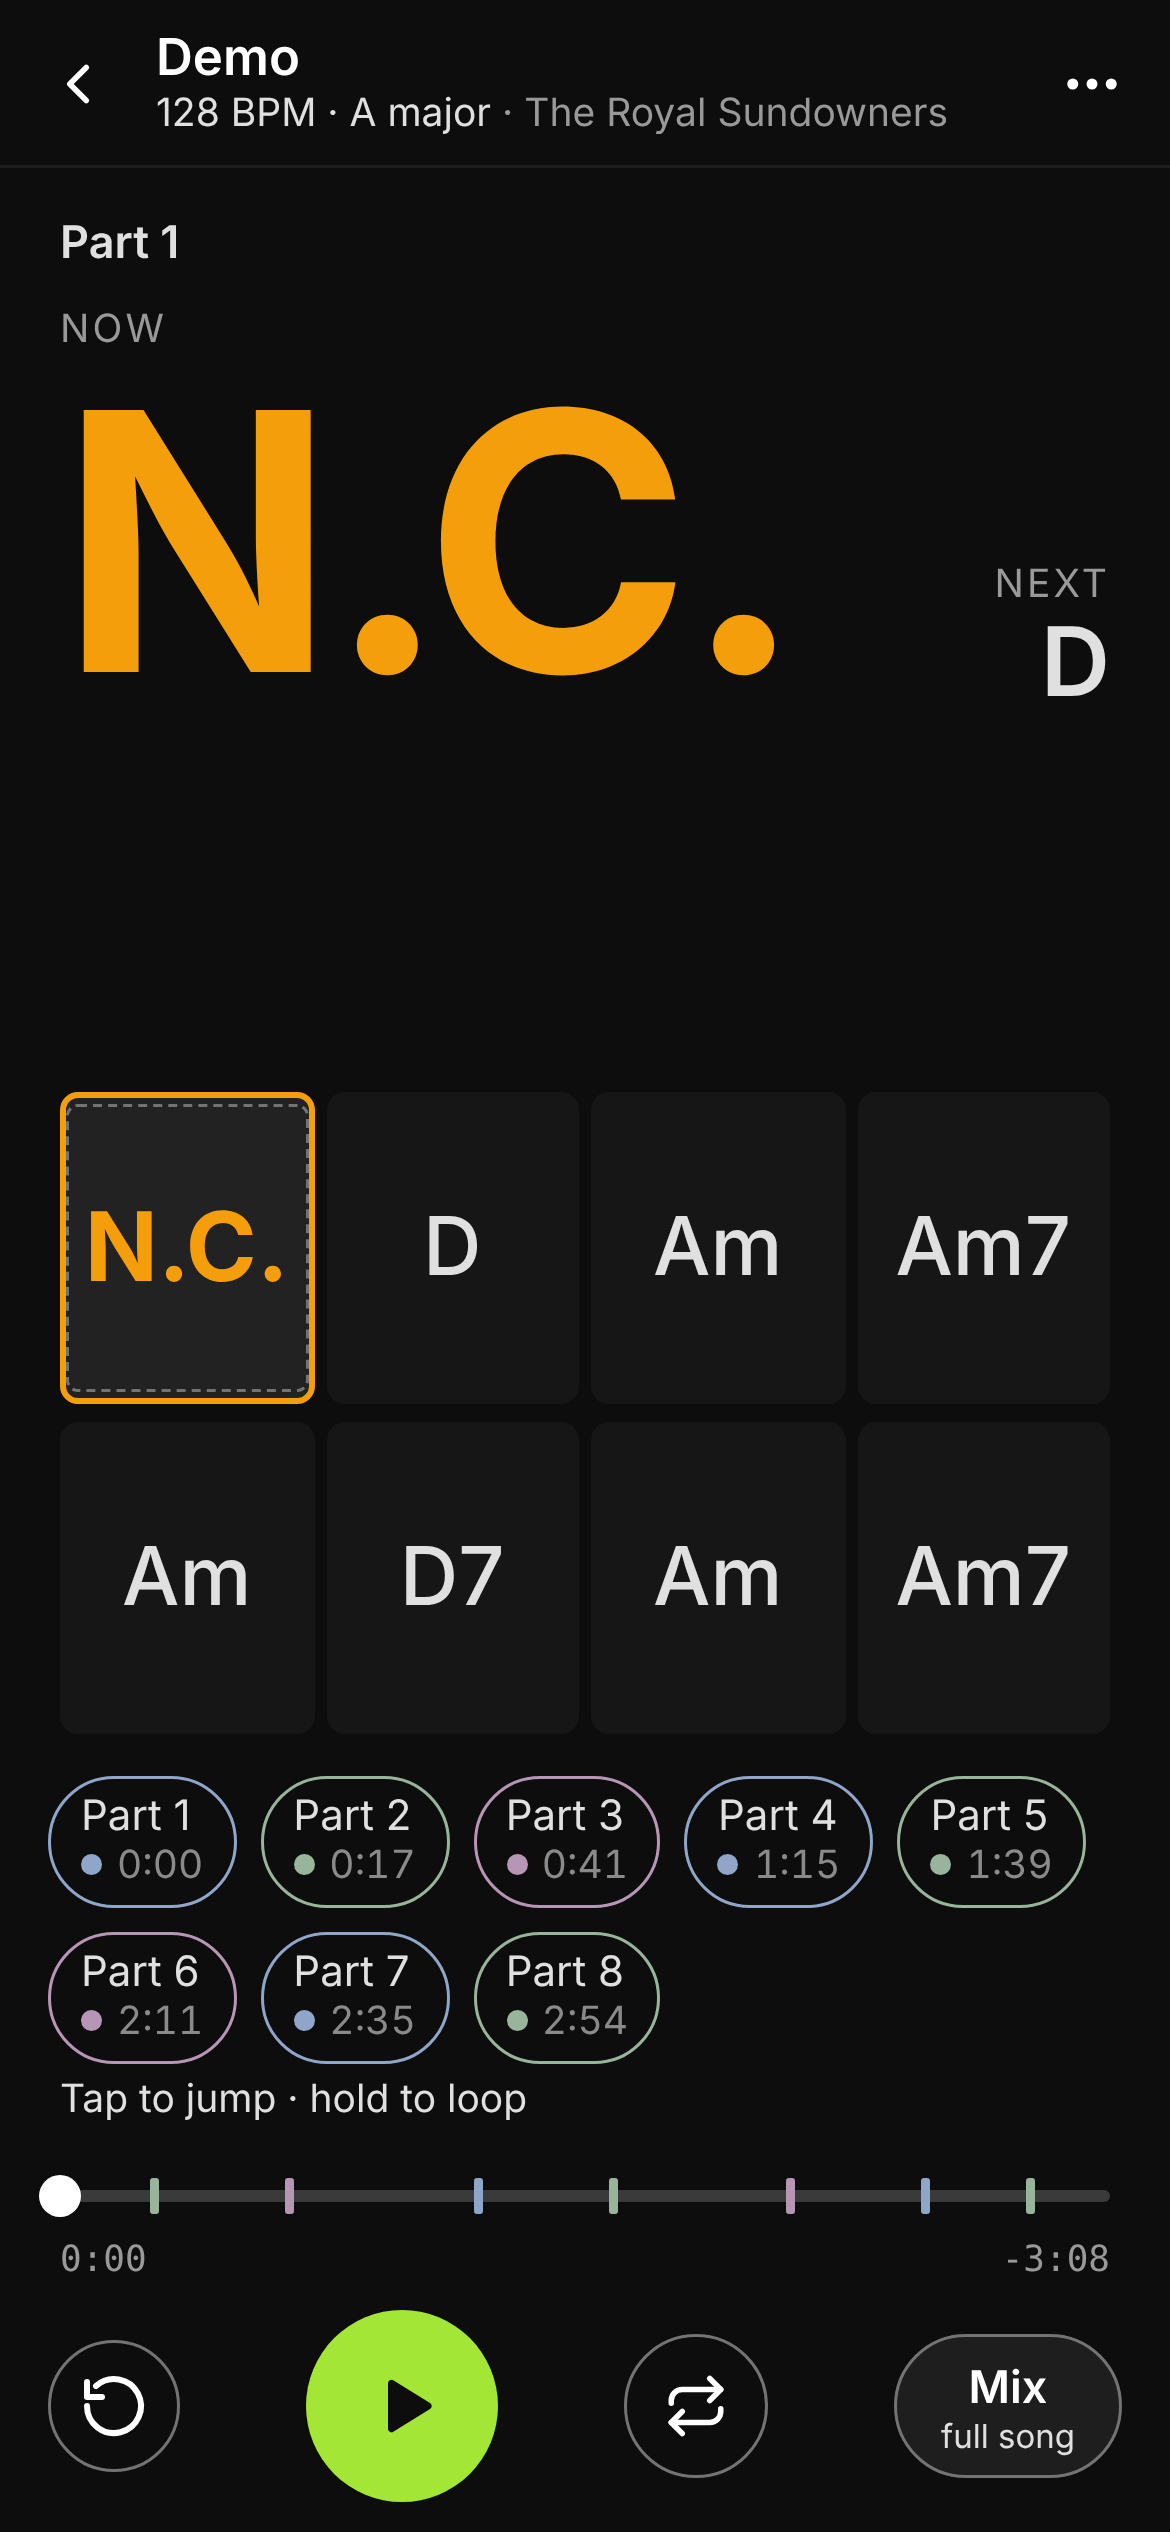 Demo
128 BPM · A major · The Royal Sundowners
Part 1
NOW
N.C.
NEXT
D
N.C. D Am Am7
Am D7 Am Am7
Part 1 Part 2 Part 3 Part 4 Part 5
0:00 0:17 0:41 1:15 1:39
Part 6 Part 7 Part 8
2:11 2:35 2:54
Tap to jump · hold to loop
0:00 -3:08
Mix
full song